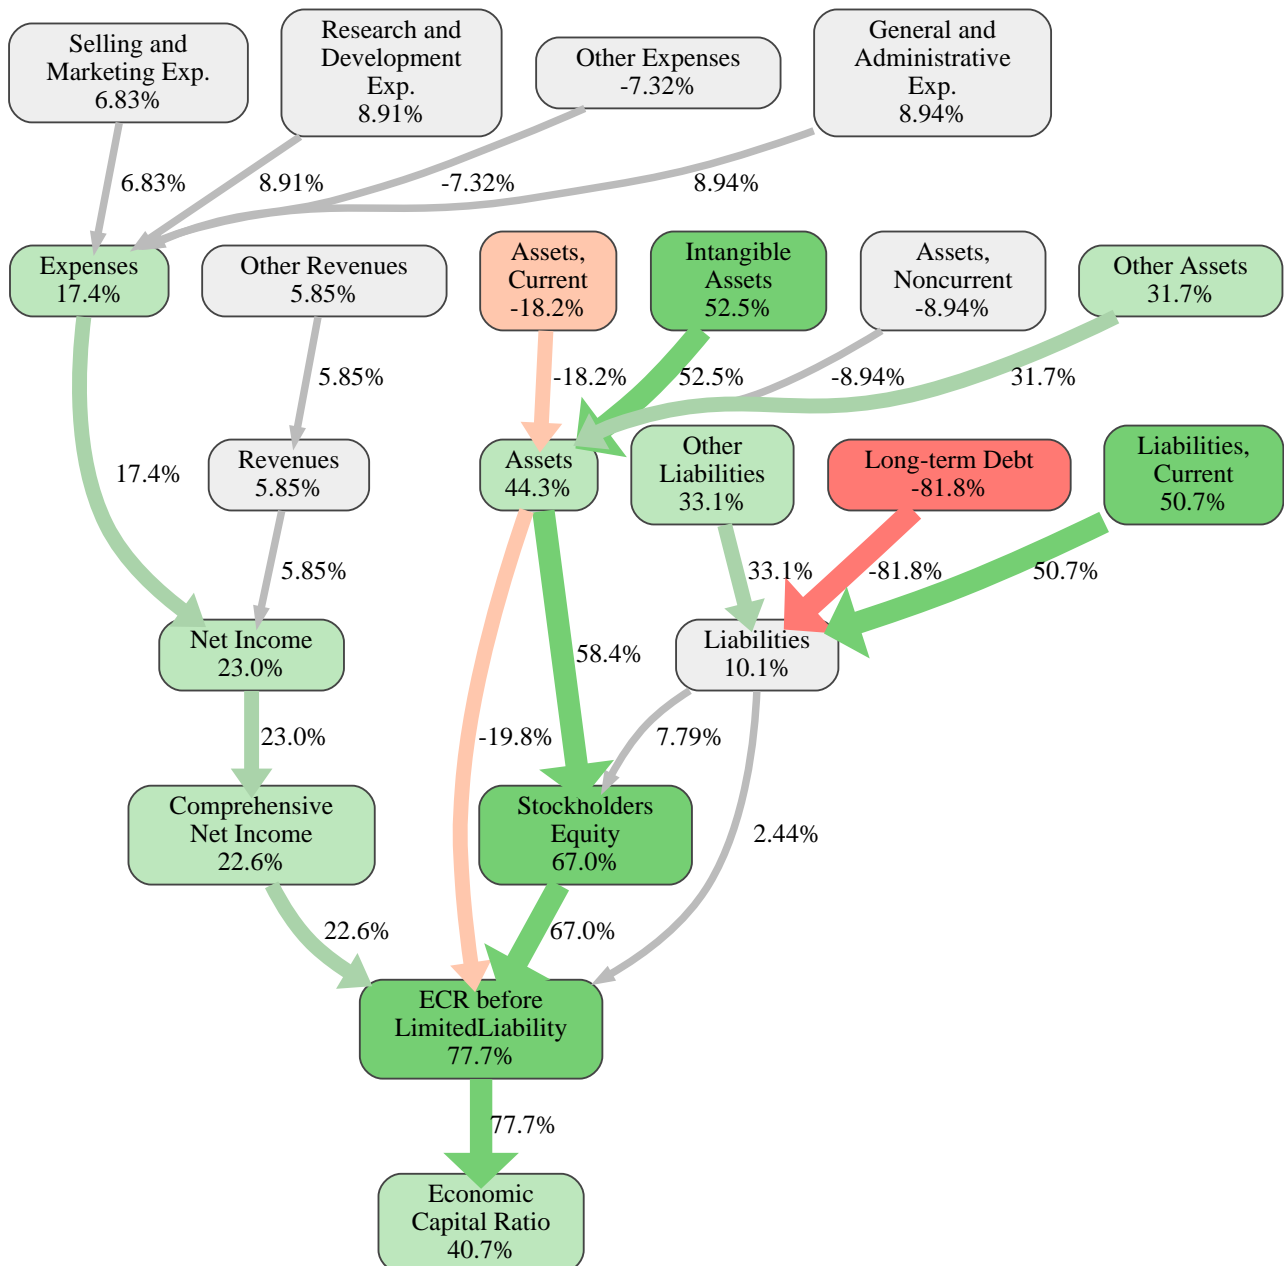 Selling and
Marketing Exp.
6.83%
Research and
Development
Exp.
8.91%
Other Expenses
-7.32%
General and
Administrative
Exp.
8.94%
6.83%
8.91%
-7.32%
8.94%
Expenses
17.4%
Other Revenues
5.85%
Assets,
Current
-18.2%
Intangible
Assets
52.5%
Assets,
Noncurrent
-8.94%
Other Assets
31.7%
5.85%
-18.2%
52.5%
-8.94%
31.7%
17.4%
Revenues
5.85%
Assets
44.3%
Other
Liabilities
33.1%
Long-term Debt
-81.8%
Liabilities,
Current
50.7%
5.85%
33.1%
-81.8%
50.7%
Net Income
23.0%
58.4%
Liabilities
10.1%
23.0%
-19.8%
7.79%
Comprehensive
Net Income
22.6%
Stockholders
Equity
67.0%
2.44%
22.6%
67.0%
ECR before
LimitedLiability
77.7%
77.7%
Economic
Capital Ratio
40.7%